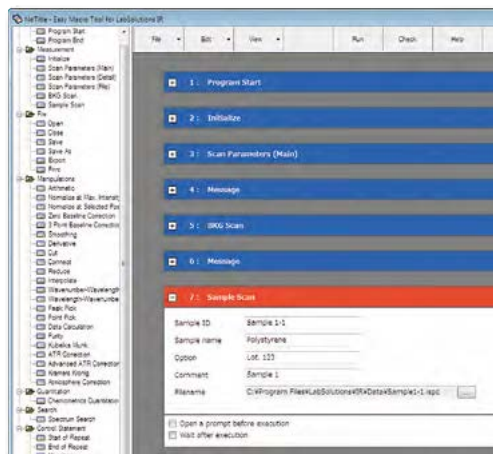 NoTitle - Easy Macro Tool for LabSolutions IR
File Edit View Run Check Help
Program Start
Program End
Measurement
Initialize
Scan Parameters (Main)
Scan Parameters (Detail)
Scan Parameters (File)
BKG Scan
Sample Scan
File
Open
Close
Save
Save As
Export
Print
Manipulations
Arithmetic
Normalize at Max. Intensit
Normalize at Selected Pos
Zero Baseline Correction
3 Point Baseline Correction
Smoothing
Derivative
Cut
Connect
Reduce
Interpolate
Wavenumber-Wavelength
Wavelength-Wavenumbe
Peak Pick
Point Pick
Data Calculation
Purity
Kubelka Munk
ATR Correction
Advanced ATR Correction
Kramers Kronig
Atmosphere Correction
Quantitation
Chemometrics Quantitation
Search
Spectrum Search
Control Statement
Start of Repeat
End of Repeat
1 : Program Start
2 : Initialize
3 : Scan Parameters (Main)
4 : Message
5 : BKG Scan
6 : Message
7 : Sample Scan
Sample ID Sample 1-1
Sample name Polystyrene
Option Lot. 123
Comment Sample 1
Filename C:¥Program Files¥LabSolutions¥IR¥Data¥Sample1-1.ispd ...
Open a prompt before execution
Wait after execution